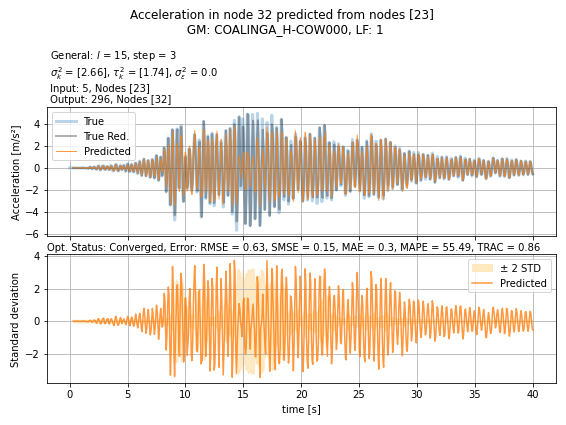 Acceleration in node 32 predicted from nodes [23]
GM: COALINGA_H-COW000, LF: 1
General: l = 15, step = 3
σ²ₖ = [2.66], τ²ₖ = [1.74], σ²ε = 0.0
Input: 5, Nodes [23]
Output: 296, Nodes [32]
True
True Red.
Predicted
Acceleration [m/s²]
4
2
0
−2
−4
−6
Opt. Status: Converged, Error: RMSE = 0.63, SMSE = 0.15, MAE = 0.3, MAPE = 55.49, TRAC = 0.86
± 2 STD
Predicted
Standard deviation
4
2
0
−2
0 5 10 15 20 25 30 35 40
time [s]